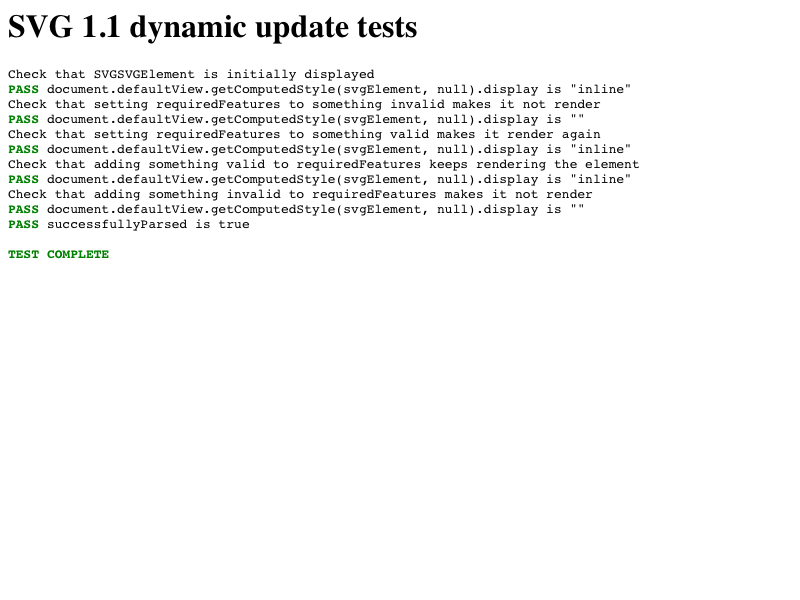 SVG 1.1 dynamic update tests
Check that SVGSVGElement is initially displayed
PASS document.defaultView.getComputedStyle(svgElement, null).display is "inline"
Check that setting requiredFeatures to something invalid makes it not render
PASS document.defaultView.getComputedStyle(svgElement, null).display is ""
Check that setting requiredFeatures to something valid makes it render again
PASS document.defaultView.getComputedStyle(svgElement, null).display is "inline"
Check that adding something valid to requiredFeatures keeps rendering the element
PASS document.defaultView.getComputedStyle(svgElement, null).display is "inline"
Check that adding something invalid to requiredFeatures makes it not render
PASS document.defaultView.getComputedStyle(svgElement, null).display is ""
PASS successfullyParsed is true
TEST COMPLETE